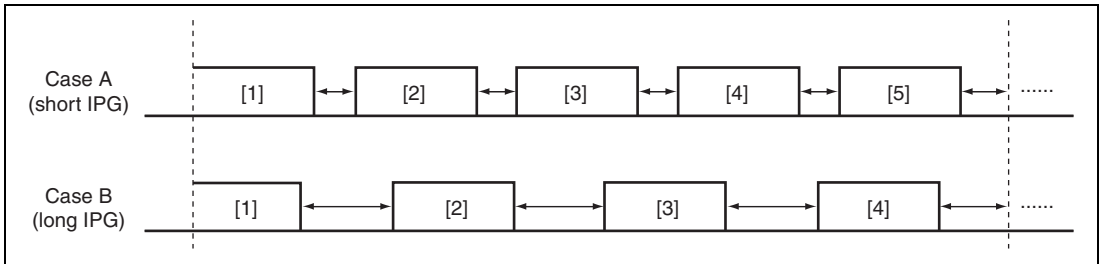 Case A
(short IPG)
[1] [2] [3] [4] [5] ......
Case B
(long IPG)
[1] [2] [3] [4] ......